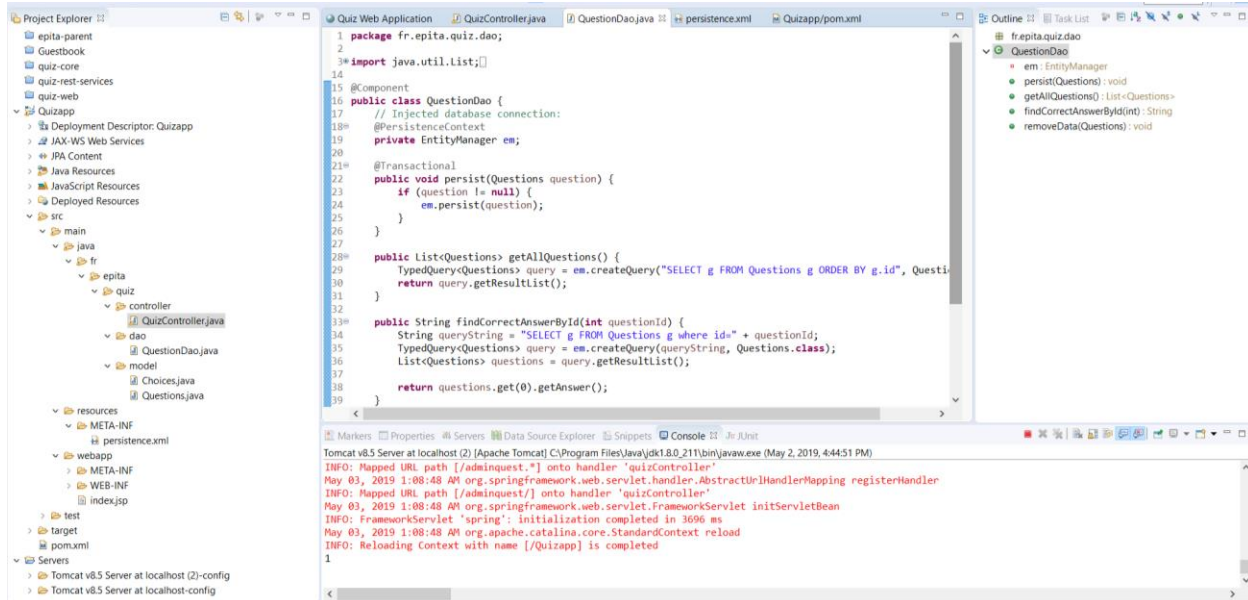 Project Explorer
epita-parent
Guestbook
quiz-core
quiz-rest-services
quiz-web
Quizapp
Deployment Descriptor: Quizapp
JAX-WS Web Services
JPA Content
Java Resources
JavaScript Resources
Deployed Resources
src
main
java
fr
epita
quiz
controller
QuizController.java
dao
QuestionDao.java
model
Choices.java
Questions.java
resources
META-INF
persistence.xml
webapp
META-INF
WEB-INF
index.jsp
test
target
pom.xml
Servers
Tomcat v8.5 Server at localhost (2)-config
Tomcat v8.5 Server at localhost-config
Quiz Web Application QuizController.java QuestionDao.java persistence.xml Quizapp/pom.xml
1 package fr.epita.quiz.dao;
2
3 import java.util.List;
14
15 @Component
16 public class QuestionDao {
17 // Injected database connection:
18 @PersistenceContext
19 private EntityManager em;
20
21 @Transactional
22 public void persist(Questions question) {
23 if (question != null) {
24 em.persist(question);
25 }
26 }
27
28 public List<Questions> getAllQuestions() {
29 TypedQuery<Questions> query = em.createQuery("SELECT g FROM Questions g ORDER BY g.id", Questi
30 return query.getResultList();
31 }
32
33 public String findCorrectAnswerById(int questionId) {
34 String queryString = "SELECT g FROM Questions g where id=" + questionId;
35 TypedQuery<Questions> query = em.createQuery(queryString, Questions.class);
36 List<Questions> questions = query.getResultList();
37
38 return questions.get(0).getAnswer();
39 }
Outline Task List
fr.epita.quiz.dao
QuestionDao
em : EntityManager
persist(Questions) : void
getAllQuestions() : List<Questions>
findCorrectAnswerById(int) : String
removeData(Questions) : void
Markers Properties Servers Data Source Explorer Snippets Console JUnit
Tomcat v8.5 Server at localhost (2) [Apache Tomcat] C:\Program Files\Java\jdk1.8.0_211\bin\javaw.exe (May 2, 2019, 4:44:51 PM)
INFO: Mapped URL path [/adminquest.*] onto handler 'quizController'
May 03, 2019 1:08:48 AM org.springframework.web.servlet.handler.AbstractUrlHandlerMapping registerHandler
INFO: Mapped URL path [/adminquest/] onto handler 'quizController'
May 03, 2019 1:08:48 AM org.springframework.web.servlet.FrameworkServlet initServletBean
INFO: FrameworkServlet 'spring': initialization completed in 3696 ms
May 03, 2019 1:08:48 AM org.apache.catalina.core.StandardContext reload
INFO: Reloading Context with name [/Quizapp] is completed
1